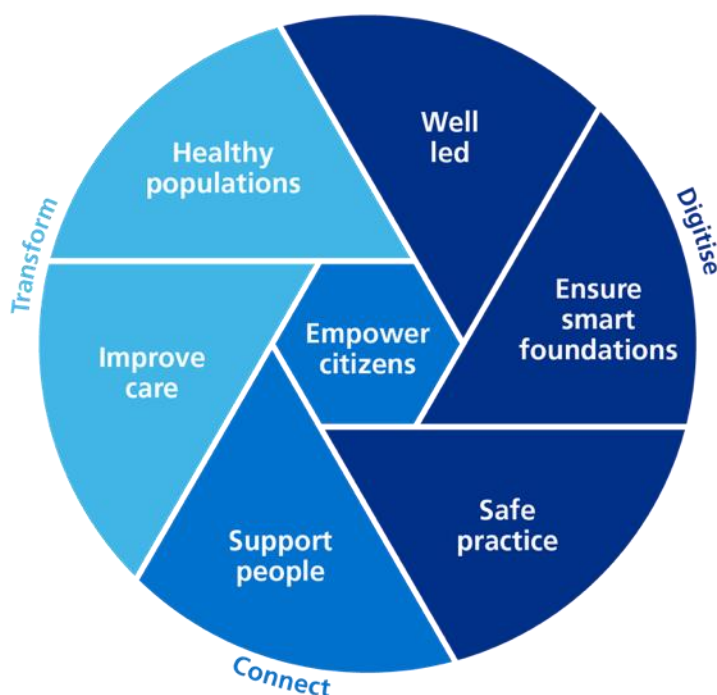 Well
led
Digitise
Ensure
smart
foundations
Safe
practice
Connect
Support
people
Improve
care
Transform
Healthy
populations
Empower
citizens